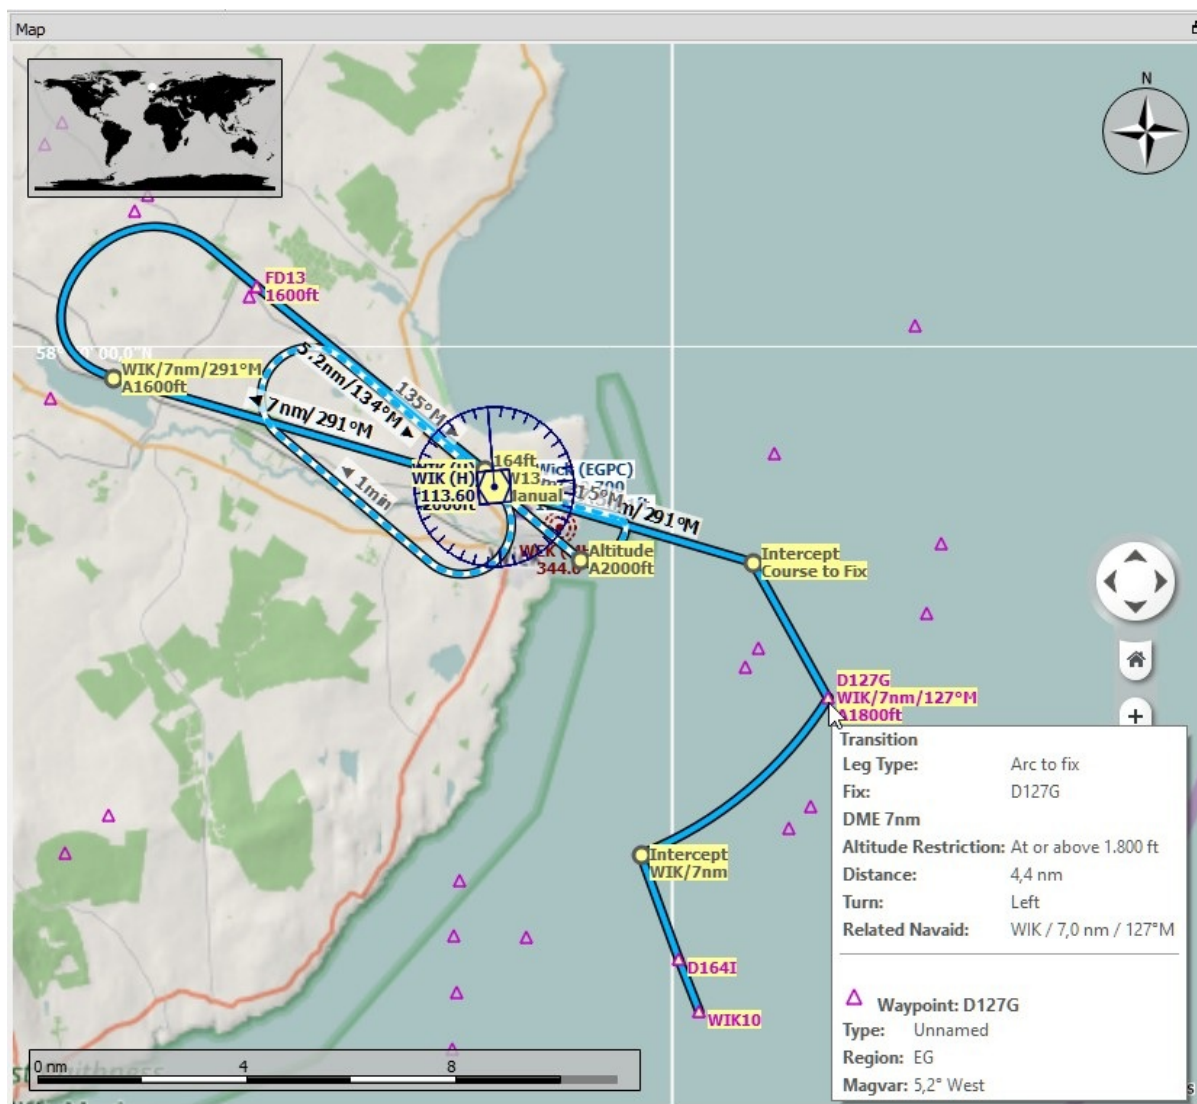 Map
N
FD13
1600ft
WIK/7nm/291°M
A1600ft
5.2nm/134°M
135°M
7nm/291°M
1min
164ft
Wick (EGPC)
WIK (H)
113.60
2000ft
W13
Manual
/291°M
344.0
Altitude
A2000ft
Intercept
Course to Fix
D127G
WIK/7nm/127°M
A1800ft
Intercept
WIK/7nm
D164I
WIK10
Transition
Leg Type: Arc to fix
Fix: D127G
DME 7nm
Altitude Restriction: At or above 1.800 ft
Distance: 4,4 nm
Turn: Left
Related Navaid: WIK / 7,0 nm / 127°M
Waypoint: D127G
Type: Unnamed
Region: EG
Magvar: 5,2° West
0 nm 4 8